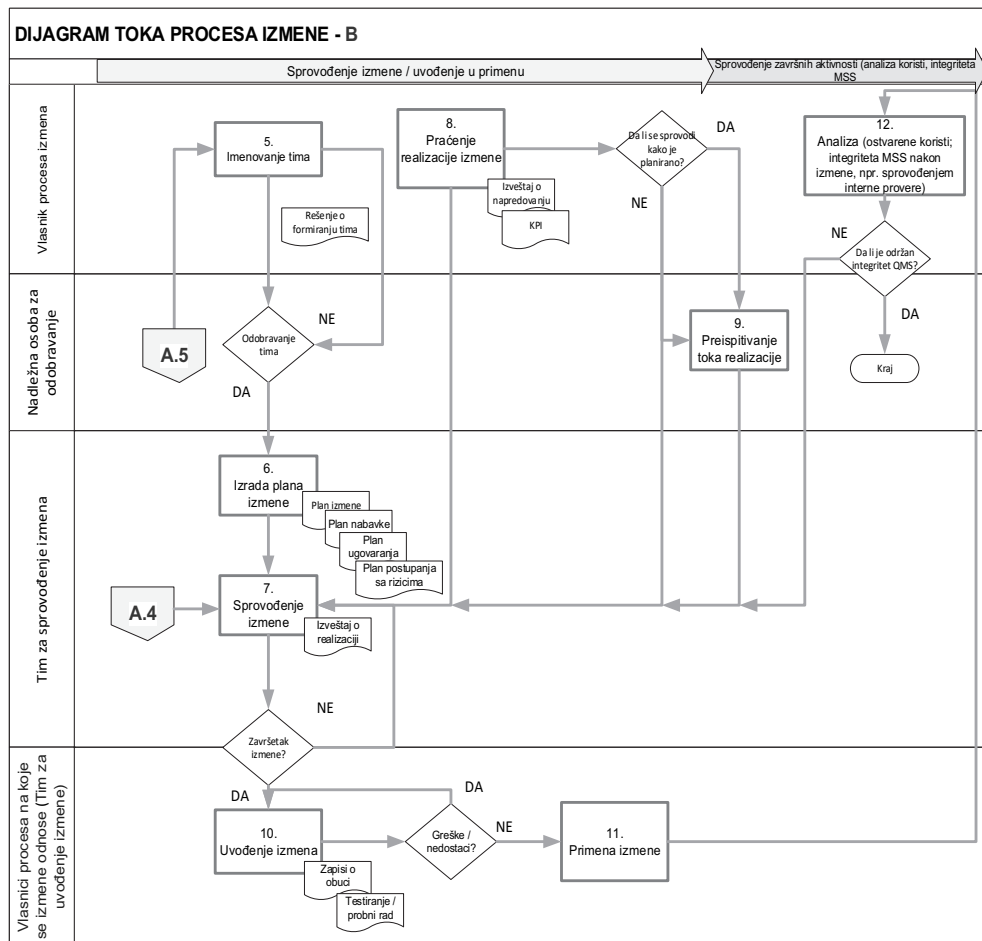 DIJAGRAM TOKA PROCESA IZMENE - B
Sprovođenje izmene / uvođenje u primenu
Sprovođenje završnih aktivnosti (analiza koristi, integriteta
MSS
Vlasnik procesa izmena
5.
Imenovanje tima
Rešenje o
formiranju tima
8.
Praćenje
realizacije izmene
Izveštaj o
napredovanju
KPI
Da li se sprovodi
kako je
planirano?
DA
NE
12.
Analiza (ostvarene koristi;
integriteta MSS nakon
izmene, npr. sprovođenjem
interne provere)
NE
Da li je održan
integritet QMS?
DA
Kraj
Nadležna osoba za
odobravanje
A.5
Odobravanje
tima
NE
DA
9.
Preispitivanje
toka realizacije
Tim za sprovođenje izmena
6.
Izrada plana
izmene
Plan izmene
Plan nabavke
Plan
ugovaranja
Plan postupanja
sa rizicima
A.4
7.
Sprovođenje
izmene
Izveštaj o
realizaciji
NE
Završetak
izmene?
DA
Vlasnici procesa na koje
se izmene odnose (Tim za
uvođenje izmene)
10.
Uvođenje izmena
Zapisi o
obuci
Testiranje /
probni rad
DA
Greške /
nedostaci?
NE
11.
Primena izmene